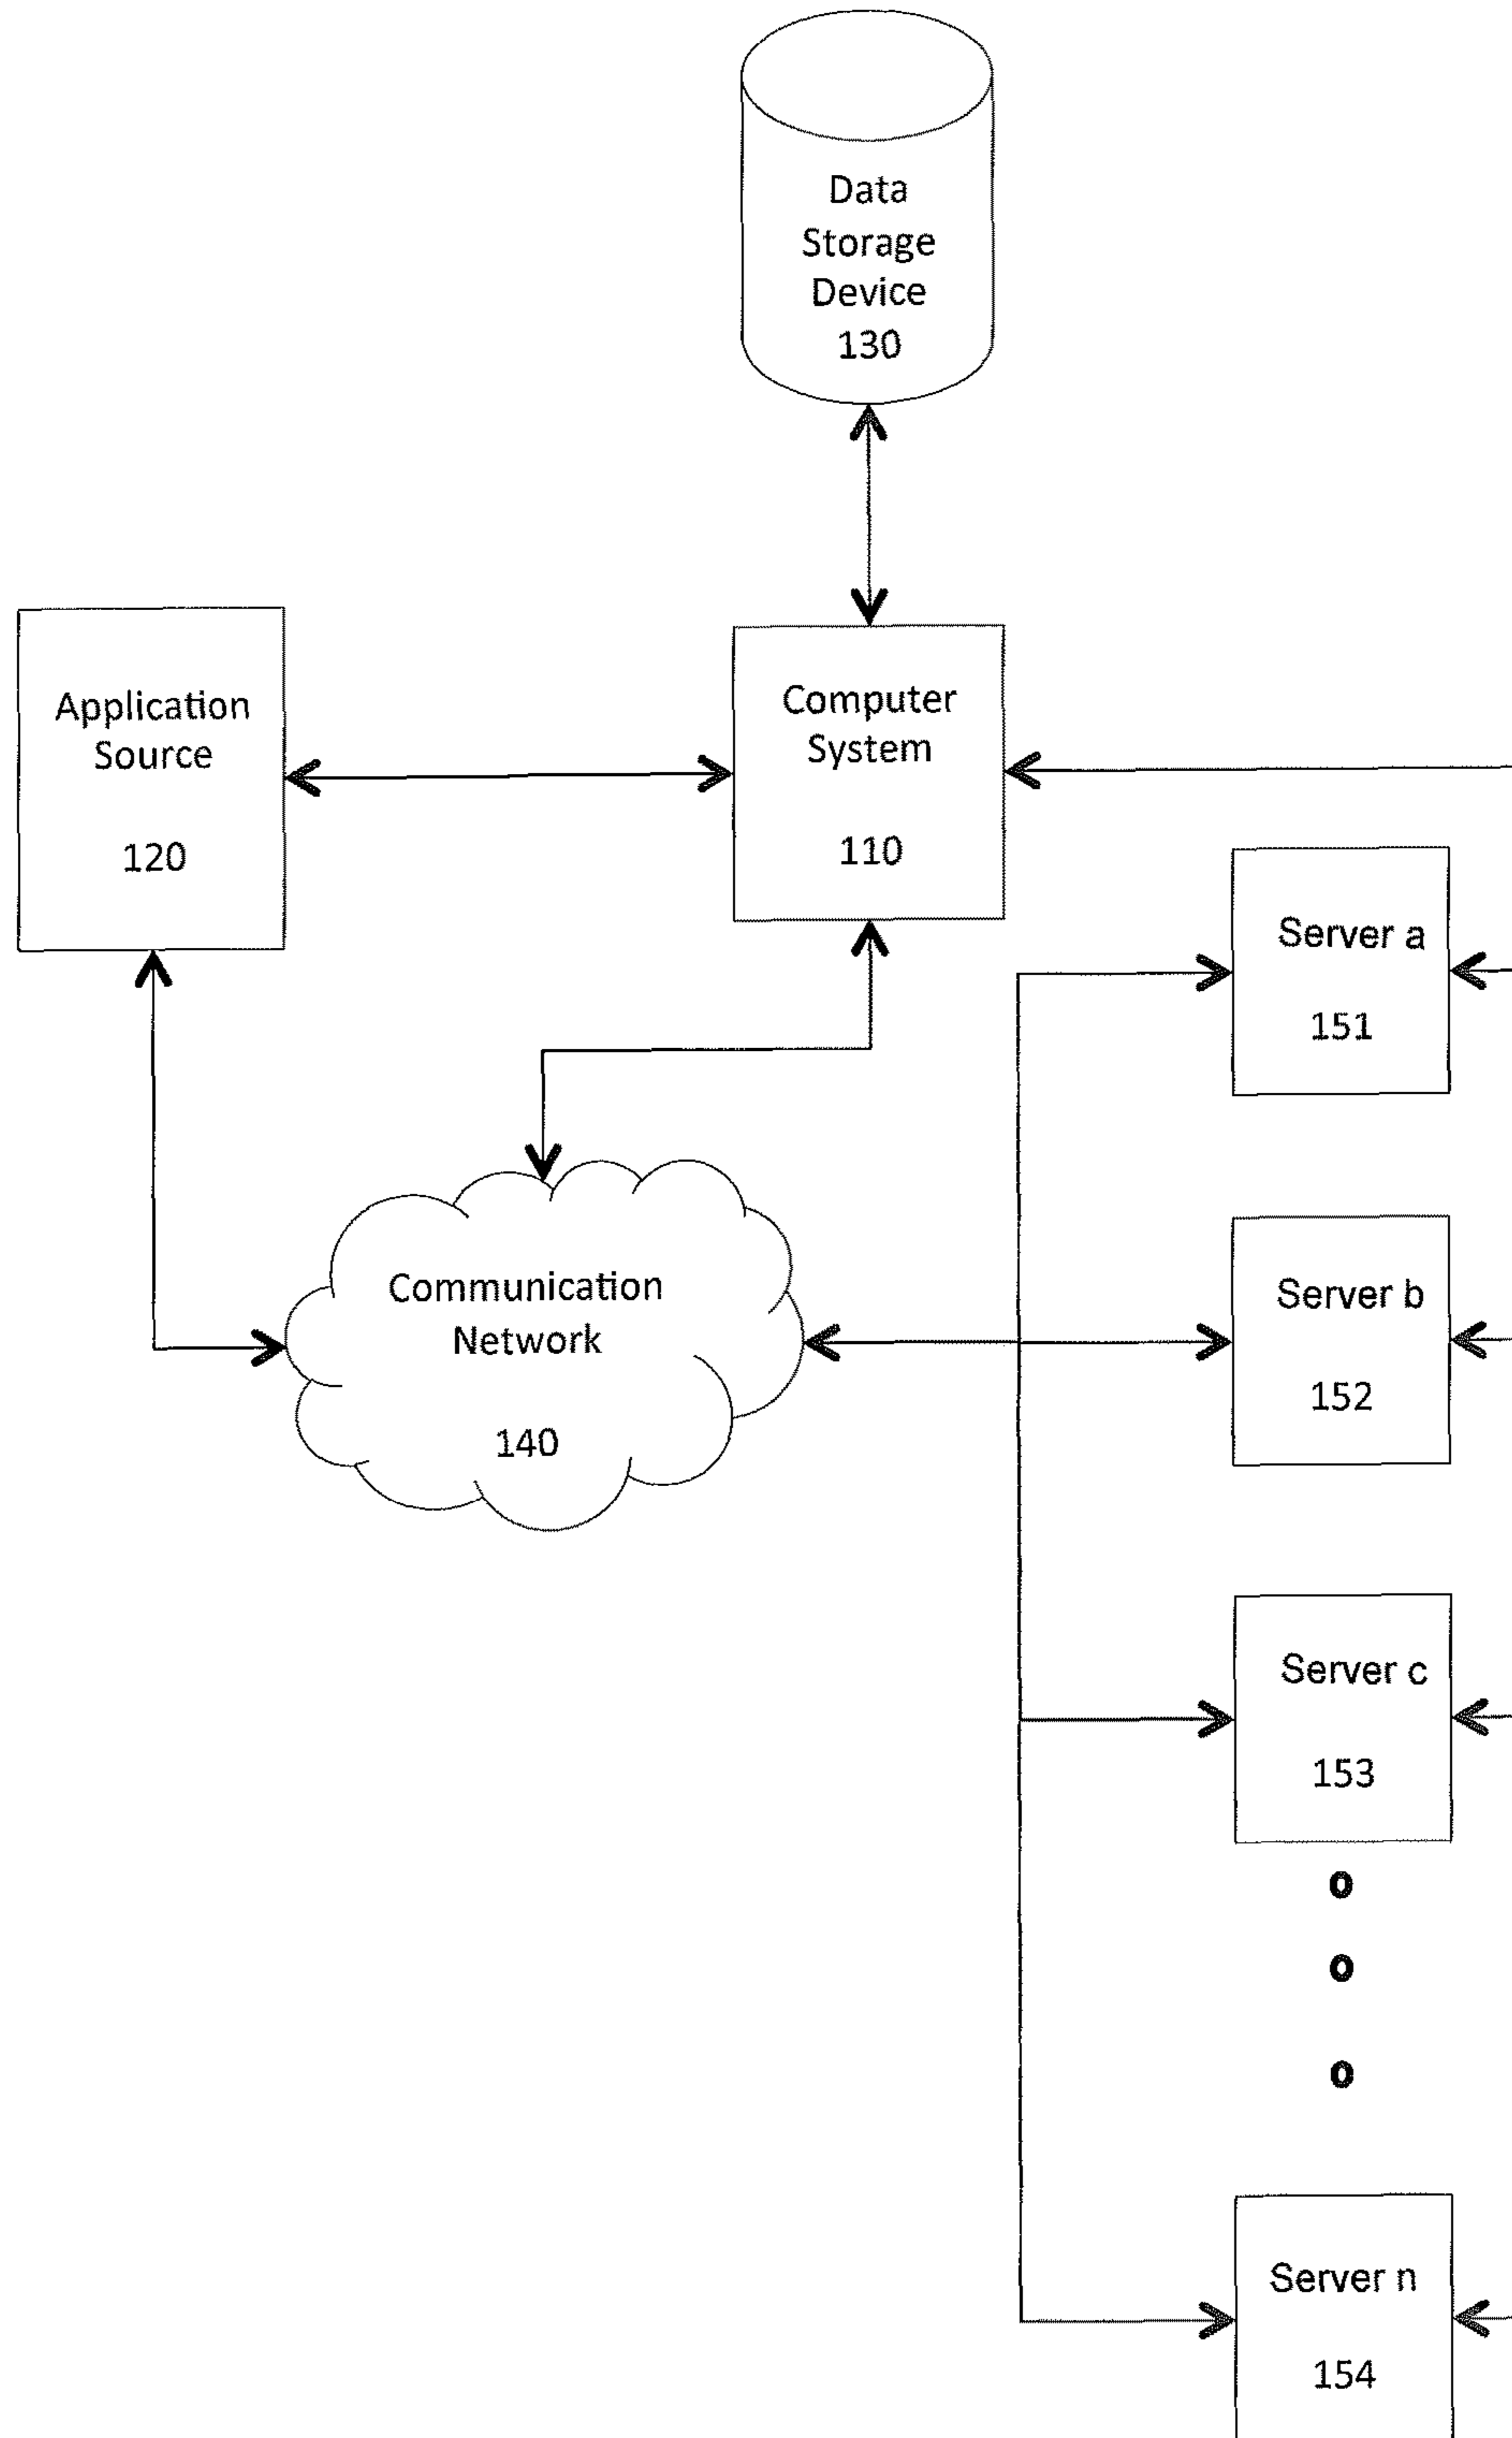 Data
Storage
Device
130
Application
Source
120
Computer
System
110
Server a
151
Communication
Network
140
Server b
152
Server c
153
o
o
o
Server n
154